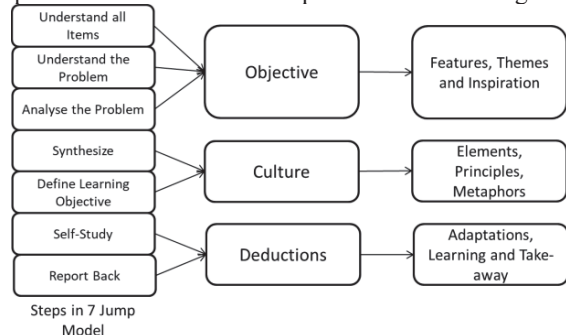 Understand all
Items
Understand the
Problem
Analyse the Problem
Synthesize
Define Learning
Objective
Self-Study
Report Back
Steps in 7 Jump
Model
Objective
Culture
Deductions
Features, Themes
and Inspiration
Elements,
Principles,
Metaphors
Adaptations,
Learning and Take-
away